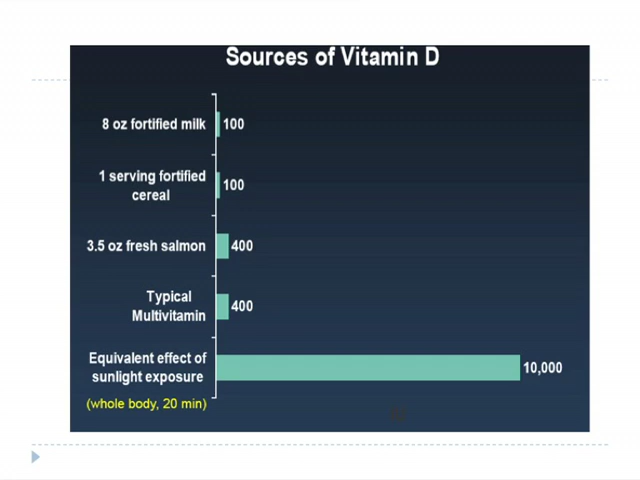 Sources of Vitamin D
8 oz fortified milk 100
1 serving fortified
cereal 100
3.5 oz fresh salmon 400
Typical
Multivitamin 400
Equivalent effect of
sunlight exposure 10,000
(whole body, 20 min)